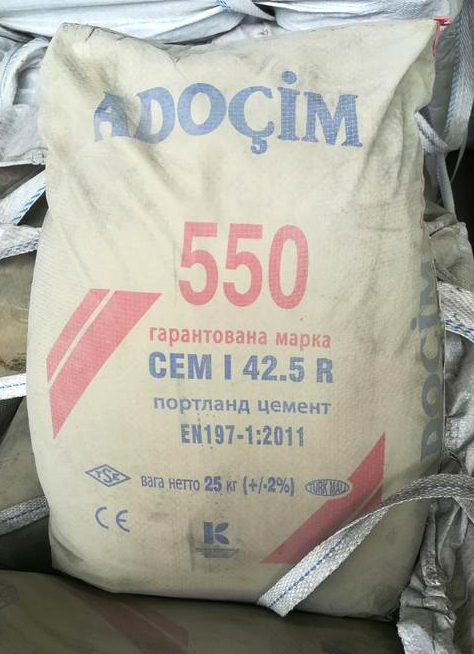 ADOÇİM
550
гарантована марка
CEM I 42.5 R
портланд цемент
EN197-1:2011
TSE вага нетто 25 кг (+/-2%) TÜRK MALI
CE
K
DOÇİM